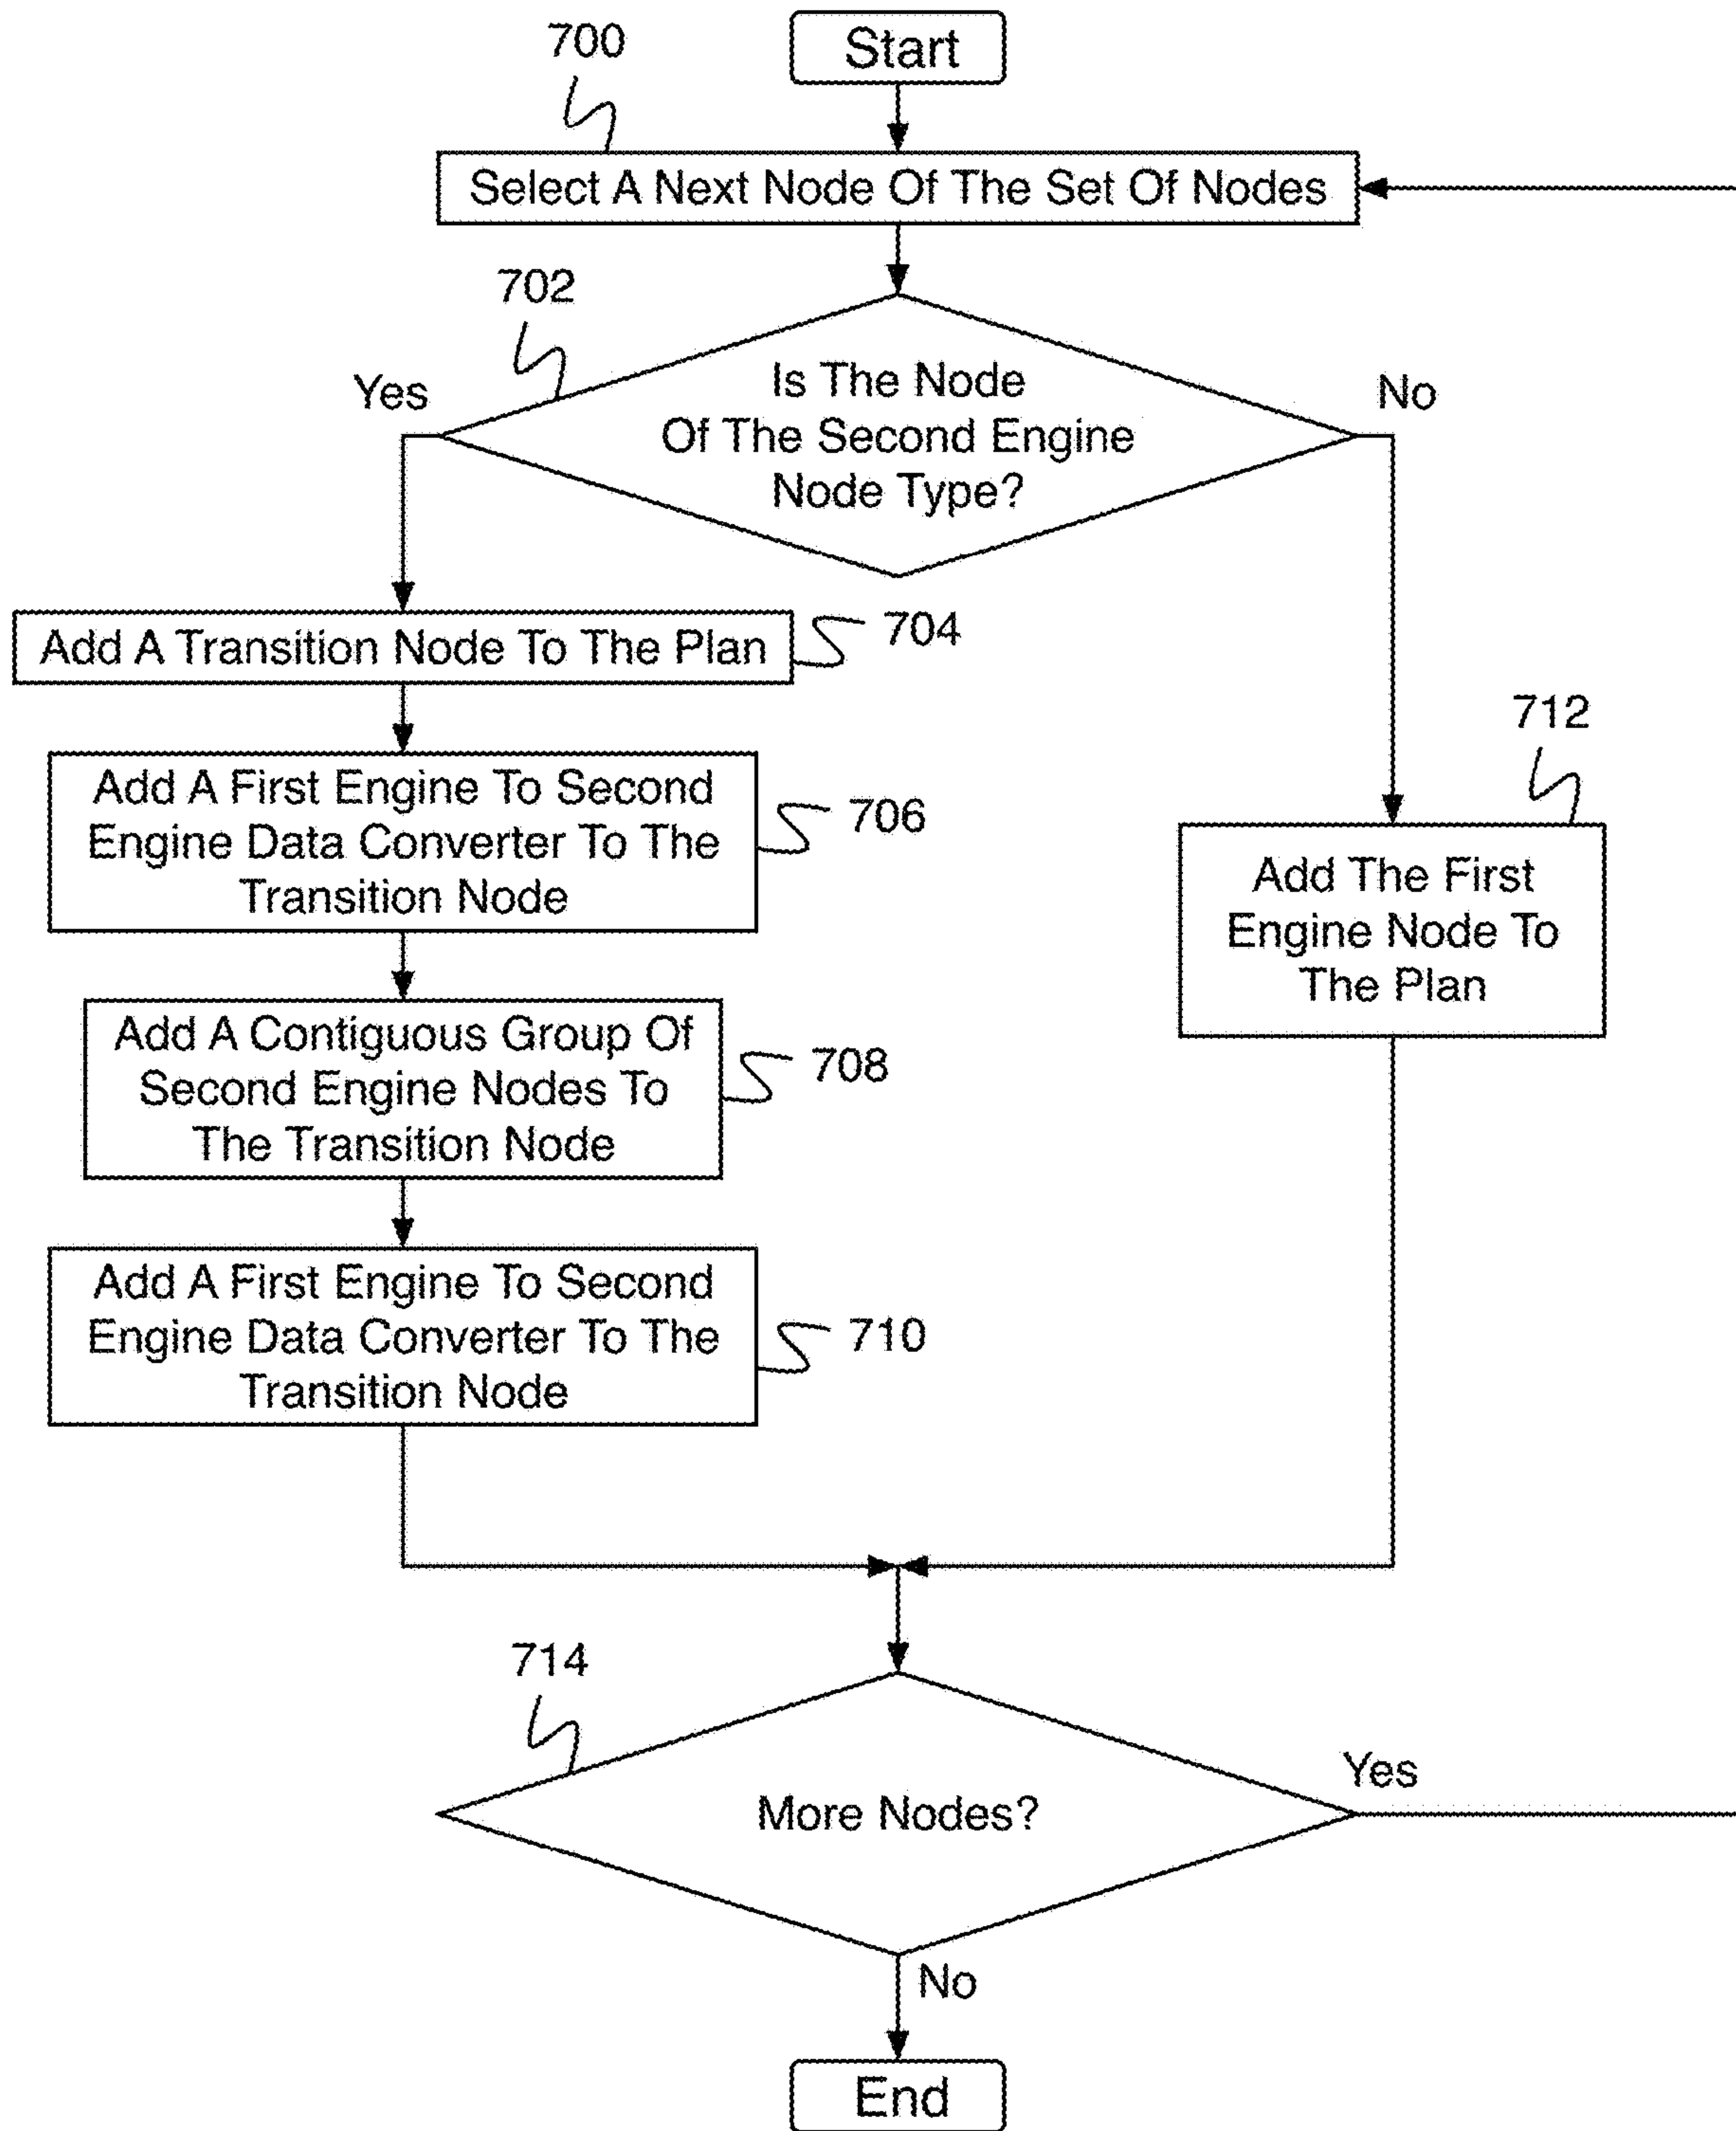 700
Start
Select A Next Node Of The Set Of Nodes
702
Yes
Is The Node
Of The Second Engine
Node Type?
No
Add A Transition Node To The Plan
704
Add A First Engine To Second
Engine Data Converter To The
Transition Node
706
712
Add The First
Engine Node To
The Plan
Add A Contiguous Group Of
Second Engine Nodes To
The Transition Node
708
Add A First Engine To Second
Engine Data Converter To The
Transition Node
710
714
More Nodes?
Yes
No
End